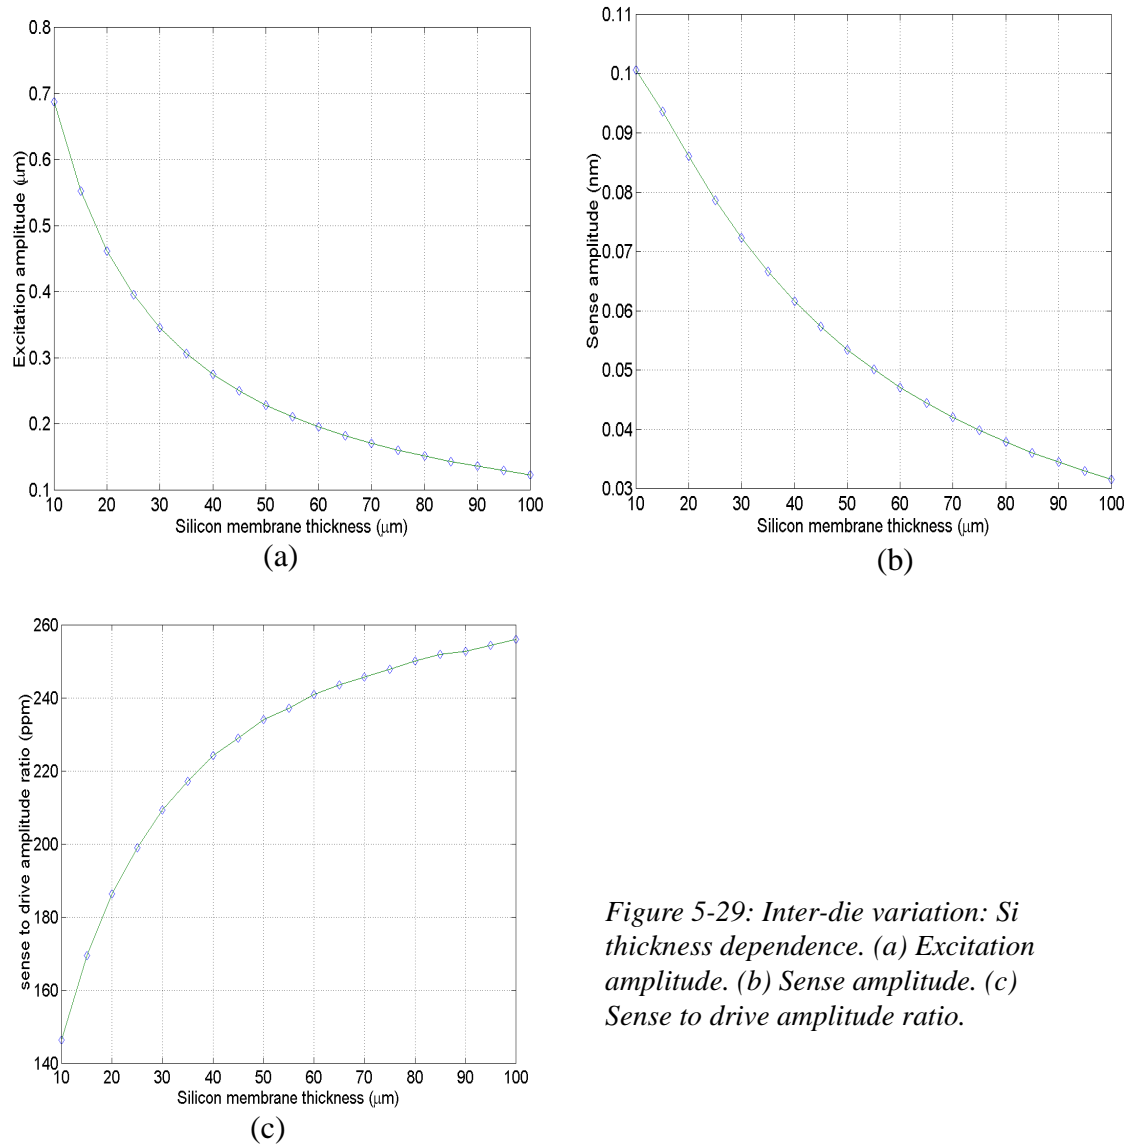 0.8
0.7
0.6
0.5
0.4
0.3
0.2
0.1
Excitation amplitude (μm)
10 20 30 40 50 60 70 80 90 100
Silicon membrane thickness (μm)
(a)
0.11
0.1
0.09
0.08
0.07
0.06
0.05
0.04
0.03
Sense amplitude (nm)
10 20 30 40 50 60 70 80 90 100
Silicon membrane thickness (μm)
(b)
260
240
220
200
180
160
140
sense to drive amplitude ratio (ppm)
10 20 30 40 50 60 70 80 90 100
Silicon membrane thickness (μm)
(c)
Figure 5-29: Inter-die variation: Si
thickness dependence. (a) Excitation
amplitude. (b) Sense amplitude. (c)
Sense to drive amplitude ratio.